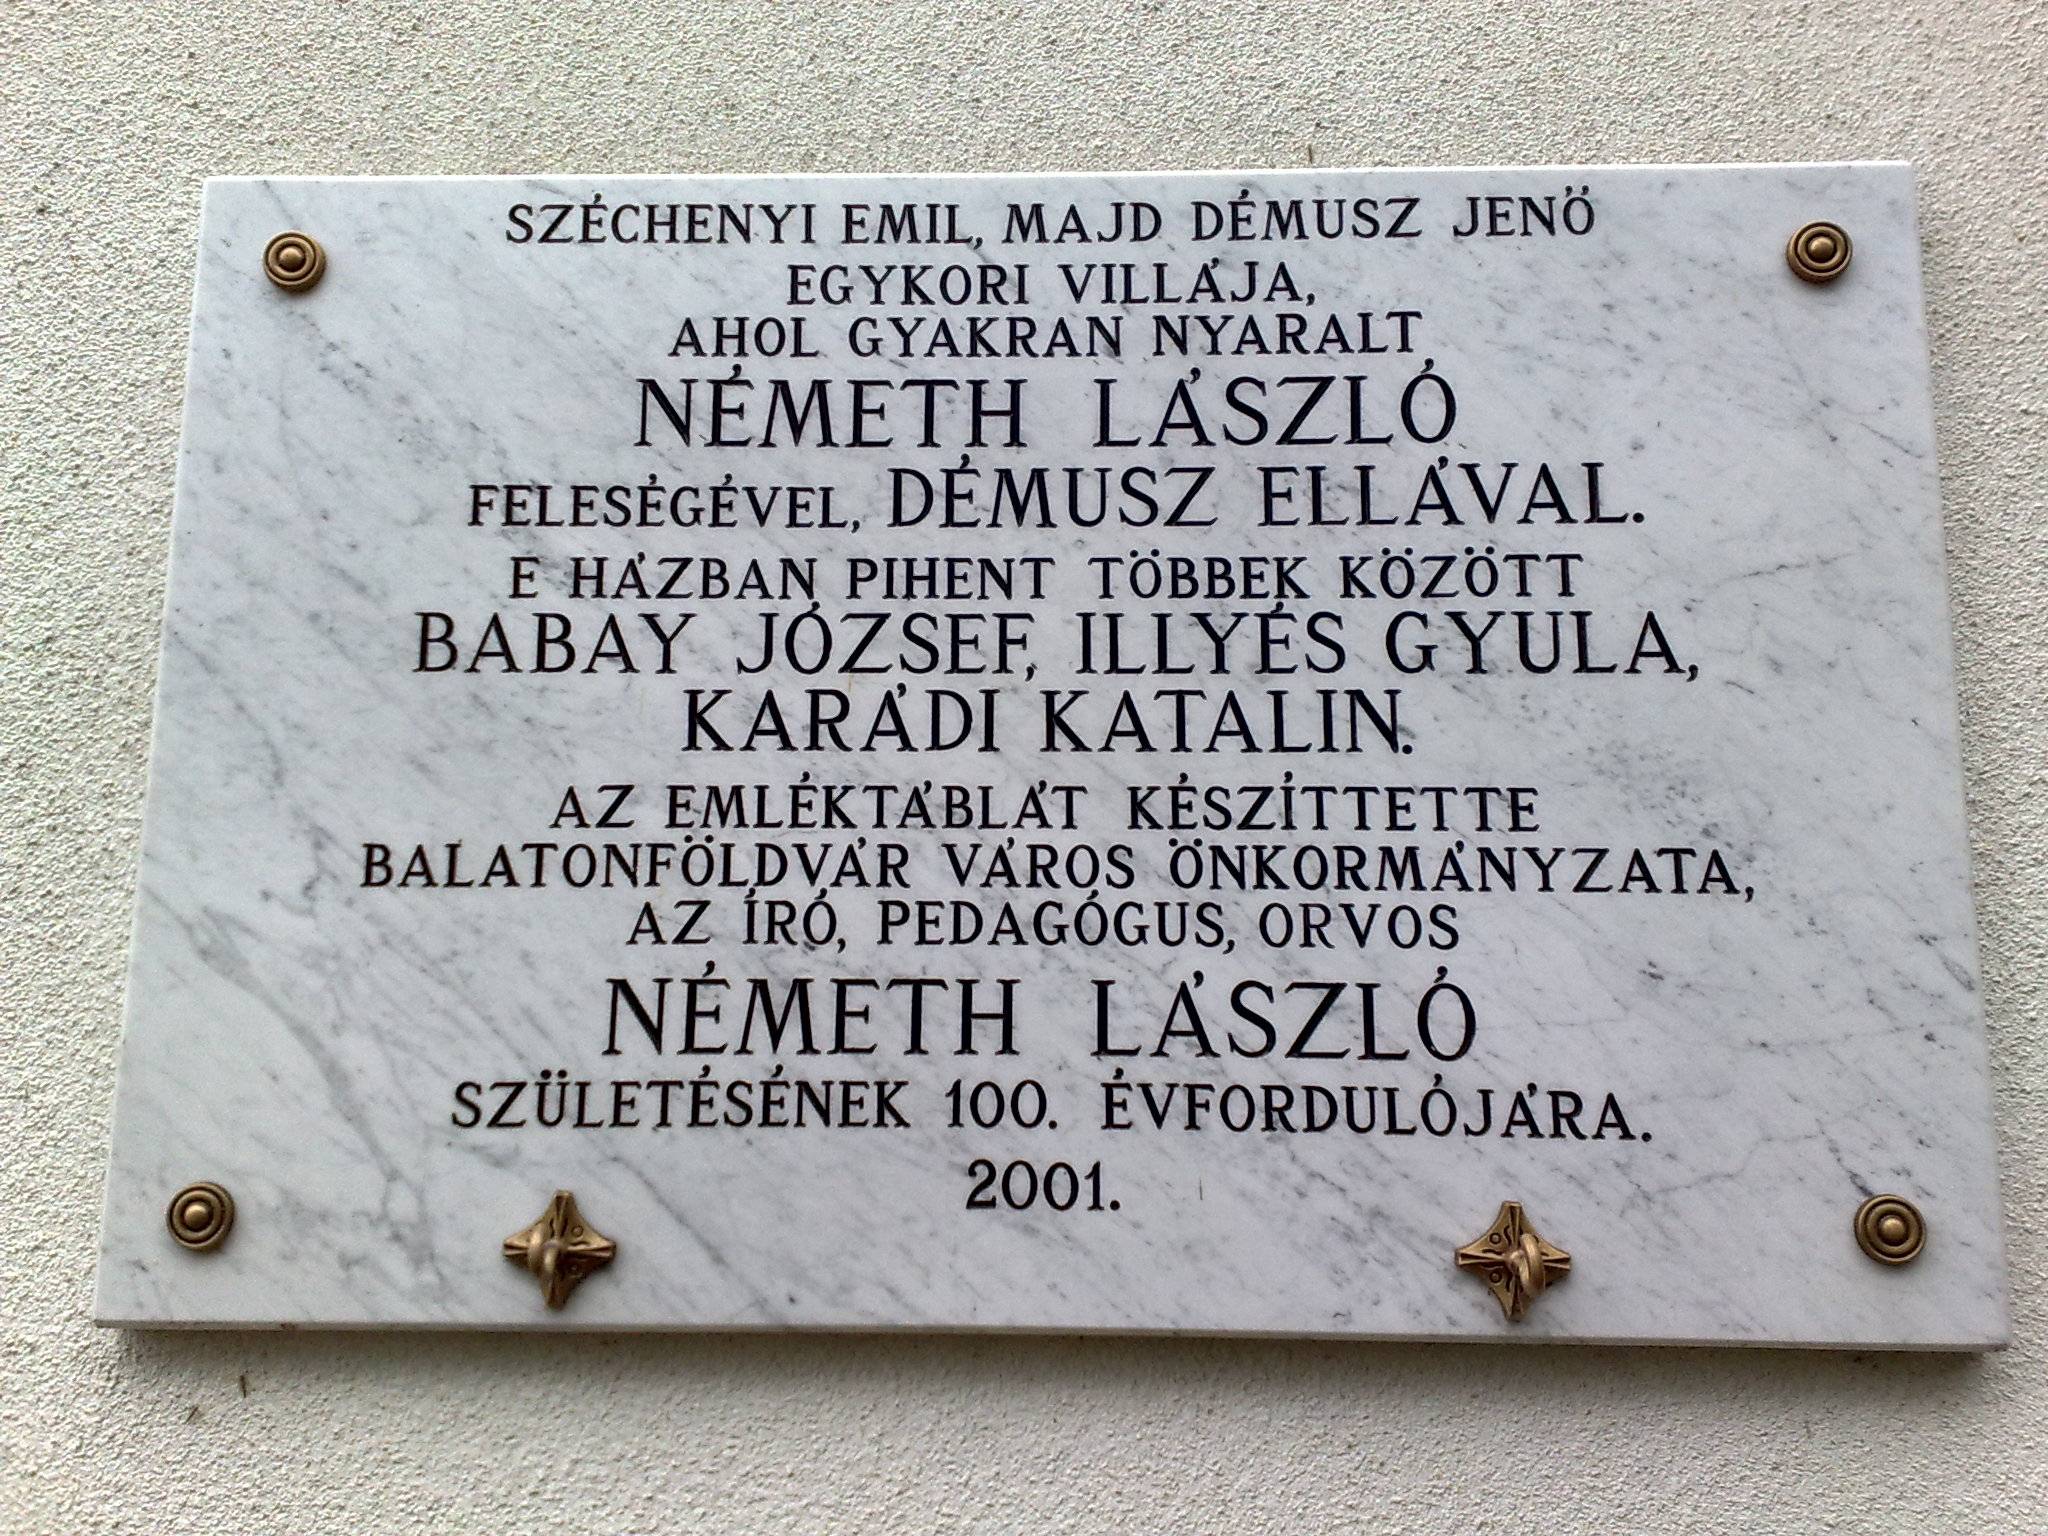 SZÉCHENYI EMIL, MAJD DÉMUSZ JENÖ
EGYKORI VILLÁJA,
AHOL GYAKRAN NYARALT
NÉMETH LÁSZLÓ
FELESÉGÉVEL, DÉMUSZ ELLÁVAL.
E HÁZBAN PIHENT TÖBBEK KÖZÖTT
BABAY JÓZSEF, ILLYÉS GYULA,
KARÁDI KATALIN.
AZ EMLÉKTÁBLÁT KÉSZÍTTETTE
BALATONFÖLDVÁR VÁROS ÖNKORMÁNYZATA,
AZ ÍRÓ, PEDAGÓGUS, ORVOS
NÉMETH LÁSZLÓ
SZÜLETÉSÉNEK 100. ÉVFORDULÓJÁRA.
2001.